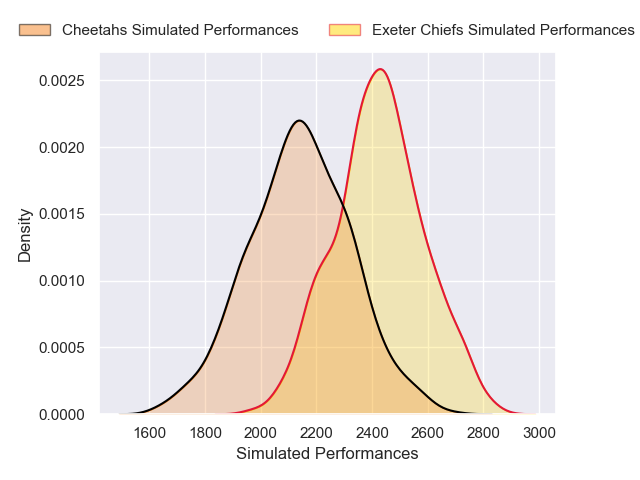 Cheetahs Simulated Performances Exeter Chiefs Simulated Performances
0.0025
0.0020
0.0015
0.0010
0.0005
0.0000
Density
1600 1800 2000 2200 2400 2600 2800 3000
Simulated Performances